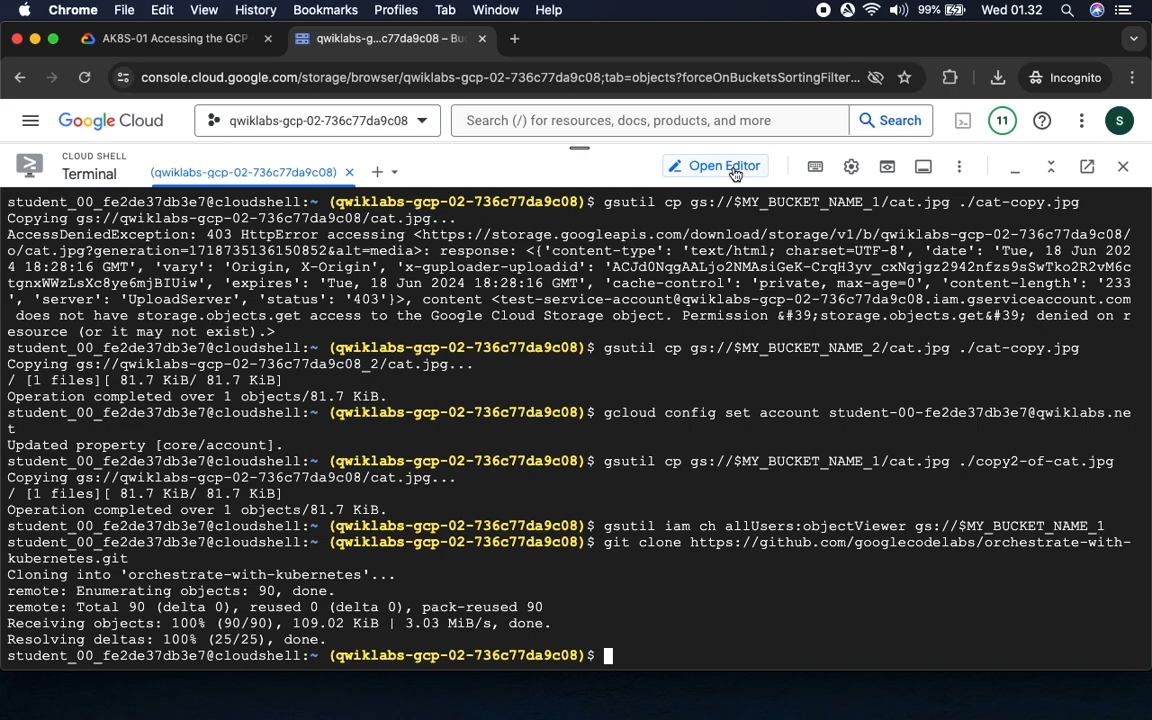 Chrome File Edit View History Bookmarks Profiles Tab Window Help 99% Wed 01.32
AK8S-01 Accessing the GCP qwiklabs-g...c77da9c08 – Bu
console.cloud.google.com/storage/browser/qwiklabs-gcp-02-736c77da9c08;tab=objects?forceOnBucketsSortingFilter... Incognito
Google Cloud qwiklabs-gcp-02-736c77da9c08 Search (/) for resources, docs, products, and more Search 11 S
CLOUD SHELL
Terminal (qwiklabs-gcp-02-736c77da9c08) Open Editor
student_00_fe2de37db3e7@cloudshell:~ (qwiklabs-gcp-02-736c77da9c08)$ gsutil cp gs://$MY_BUCKET_NAME_1/cat.jpg ./cat-copy.jpg
Copying gs://qwiklabs-gcp-02-736c77da9c08/cat.jpg...
AccessDeniedException: 403 HttpError accessing <https://storage.googleapis.com/download/storage/v1/b/qwiklabs-gcp-02-736c77da9c08/
o/cat.jpg?generation=1718735136150852&alt=media>: response: <{'content-type': 'text/html; charset=UTF-8', 'date': 'Tue, 18 Jun 202
4 18:28:16 GMT', 'vary': 'Origin, X-Origin', 'x-guploader-uploadid': 'ACJd0NqgAALjo2NMAsiGeK-CrqH3yv_cxNgjgz2942nfzs9sSwTko2R2vM6c
tgnxWWzLsXc8ye6mjBIUiw', 'expires': 'Tue, 18 Jun 2024 18:28:16 GMT', 'cache-control': 'private, max-age=0', 'content-length': '233
', 'server': 'UploadServer', 'status': '403'}>, content <test-service-account@qwiklabs-gcp-02-736c77da9c08.iam.gserviceaccount.com
does not have storage.objects.get access to the Google Cloud Storage object. Permission &#39;storage.objects.get&#39; denied on r
esource (or it may not exist).>
student_00_fe2de37db3e7@cloudshell:~ (qwiklabs-gcp-02-736c77da9c08)$ gsutil cp gs://$MY_BUCKET_NAME_2/cat.jpg ./cat-copy.jpg
Copying gs://qwiklabs-gcp-02-736c77da9c08_2/cat.jpg...
/ [1 files][ 81.7 KiB/ 81.7 KiB]
Operation completed over 1 objects/81.7 KiB.
student_00_fe2de37db3e7@cloudshell:~ (qwiklabs-gcp-02-736c77da9c08)$ gcloud config set account student-00-fe2de37db3e7@qwiklabs.ne
t
Updated property [core/account].
student_00_fe2de37db3e7@cloudshell:~ (qwiklabs-gcp-02-736c77da9c08)$ gsutil cp gs://$MY_BUCKET_NAME_1/cat.jpg ./copy2-of-cat.jpg
Copying gs://qwiklabs-gcp-02-736c77da9c08/cat.jpg...
/ [1 files][ 81.7 KiB/ 81.7 KiB]
Operation completed over 1 objects/81.7 KiB.
student_00_fe2de37db3e7@cloudshell:~ (qwiklabs-gcp-02-736c77da9c08)$ gsutil iam ch allUsers:objectViewer gs://$MY_BUCKET_NAME_1
student_00_fe2de37db3e7@cloudshell:~ (qwiklabs-gcp-02-736c77da9c08)$ git clone https://github.com/googlecodelabs/orchestrate-with-
kubernetes.git
Cloning into 'orchestrate-with-kubernetes'...
remote: Enumerating objects: 90, done.
remote: Total 90 (delta 0), reused 0 (delta 0), pack-reused 90
Receiving objects: 100% (90/90), 109.02 KiB | 3.03 MiB/s, done.
Resolving deltas: 100% (25/25), done.
student_00_fe2de37db3e7@cloudshell:~ (qwiklabs-gcp-02-736c77da9c08)$